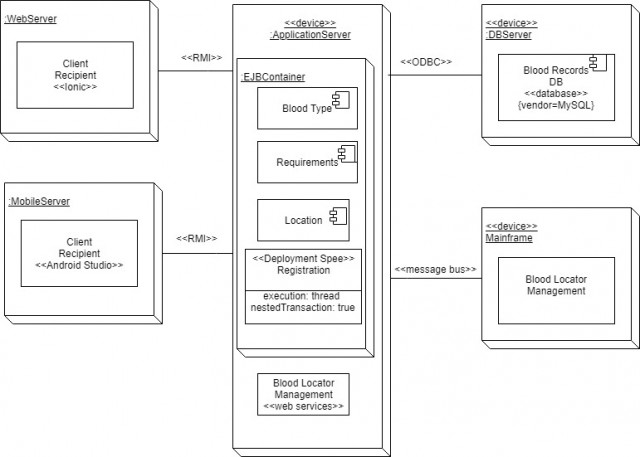 :WebServer
Client
Recipient
<<Ionic>>
<<RMI>>
:MobileServer
Client
Recipient
<<Android Studio>>
<<RMI>>
<<device>>
:ApplicationServer
:EJBContainer
Blood Type
Requirements
Location
<<Deployment Spee>>
Registration
execution: thread
nestedTransaction: true
Blood Locator
Management
<<web services>>
<<ODBC>>
<<device>>
:DBServer
Blood Records
DB
<<database>>
{vendor=MySQL}
<<message bus>>
<<device>>
Mainframe
Blood Locator
Management